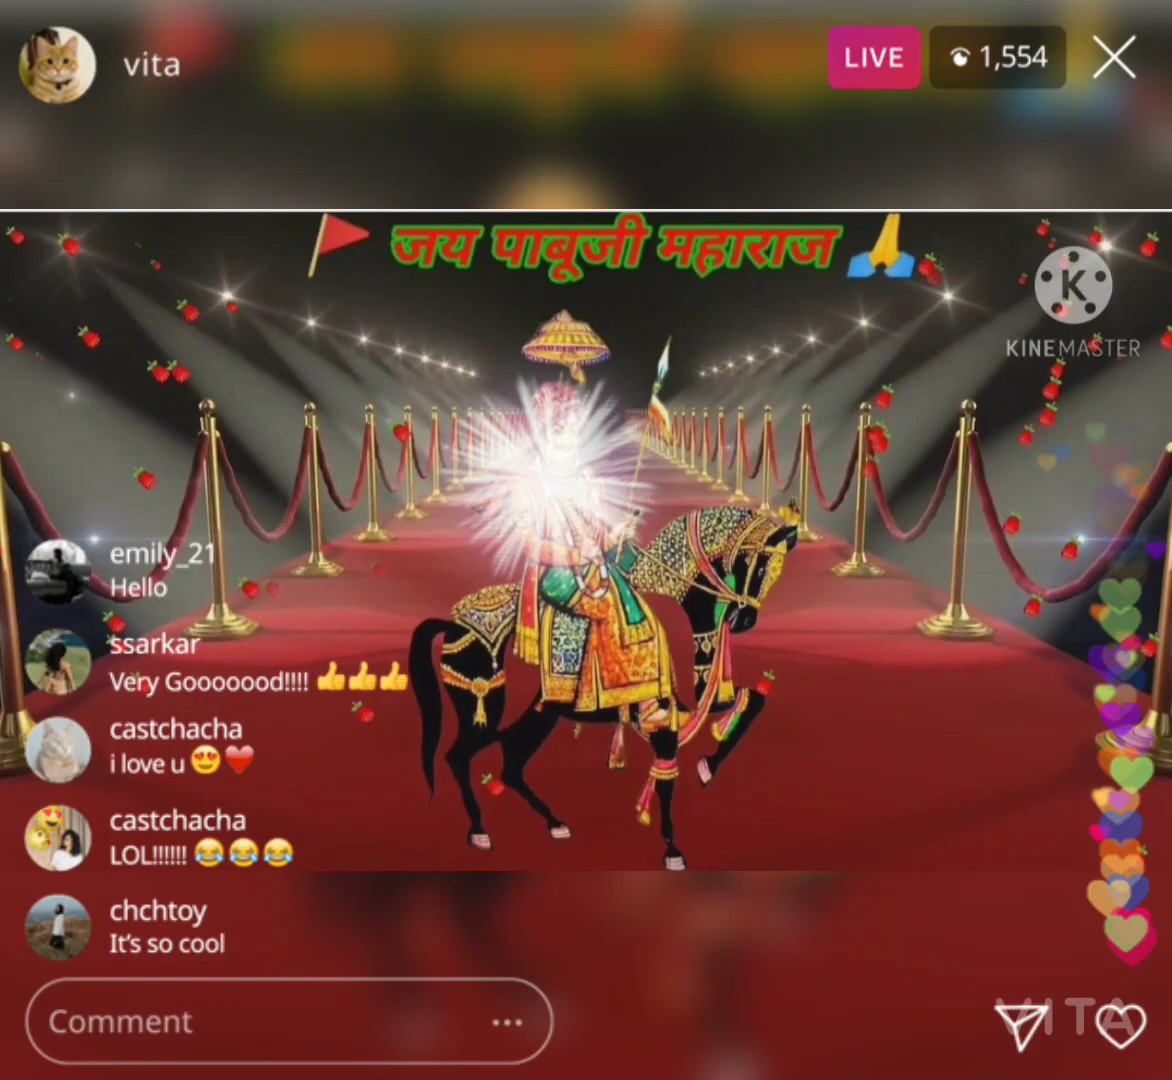 vita
LIVE 1,554
🚩 जय पाबूजी महाराज 🙏
K
KINEMASTER
emily_21
Hello
ssarkar
Very Gooooood!!!! 👍👍👍
castchacha
i love u 😍❤️
castchacha
LOL!!!!!! 😂😂😂
chchtoy
It's so cool
Comment ...
VITA